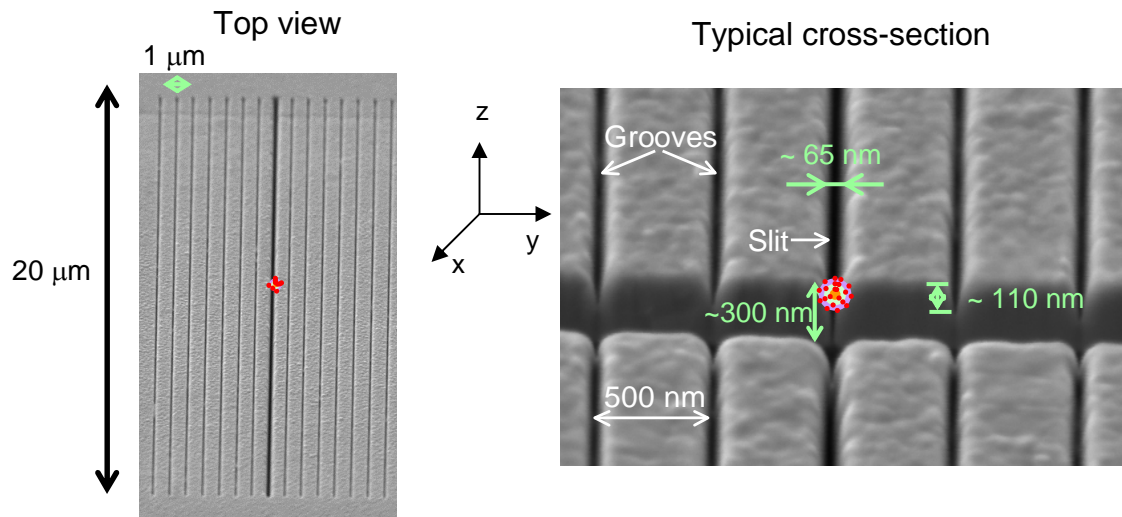 Top view
1 μm
20 μm
z
y
x
Typical cross-section
Grooves
~ 65 nm
Slit
~300 nm
~ 110 nm
500 nm